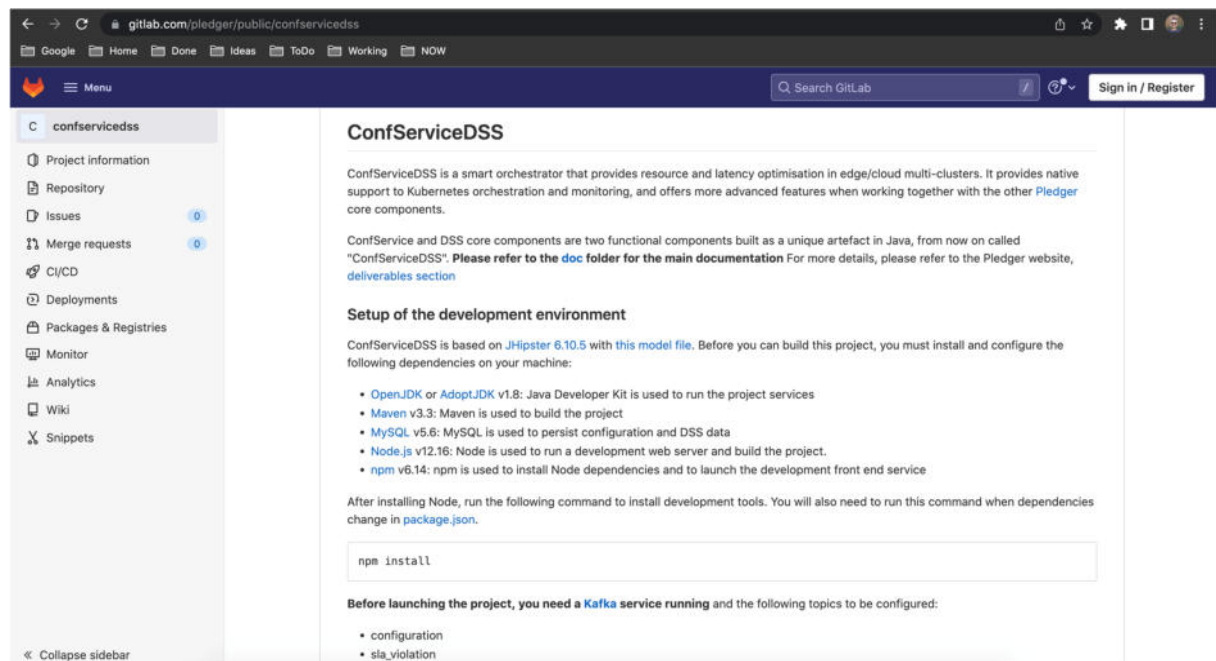 gitlab.com/pledger/public/confservicedss
Google Home Done Ideas ToDo Working NOW
Menu
Search GitLab
/
Sign in / Register
C confservicedss
Project information
Repository
Issues 0
Merge requests 0
CI/CD
Deployments
Packages & Registries
Monitor
Analytics
Wiki
Snippets
Collapse sidebar
ConfServiceDSS
ConfServiceDSS is a smart orchestrator that provides resource and latency optimisation in edge/cloud multi-clusters. It provides native
support to Kubernetes orchestration and monitoring, and offers more advanced features when working together with the other Pledger
core components.
ConfService and DSS core components are two functional components built as a unique artefact in Java, from now on called
"ConfServiceDSS". Please refer to the doc folder for the main documentation For more details, please refer to the Pledger website,
deliverables section
Setup of the development environment
ConfServiceDSS is based on JHipster 6.10.5 with this model file. Before you can build this project, you must install and configure the
following dependencies on your machine:
• OpenJDK or AdoptJDK v1.8: Java Developer Kit is used to run the project services
• Maven v3.3: Maven is used to build the project
• MySQL v5.6: MySQL is used to persist configuration and DSS data
• Node.js v12.16: Node is used to run a development web server and build the project.
• npm v6.14: npm is used to install Node dependencies and to launch the development front end service
After installing Node, run the following command to install development tools. You will also need to run this command when dependencies
change in package.json.
npm install
Before launching the project, you need a Kafka service running and the following topics to be configured:
• configuration
• sla_violation